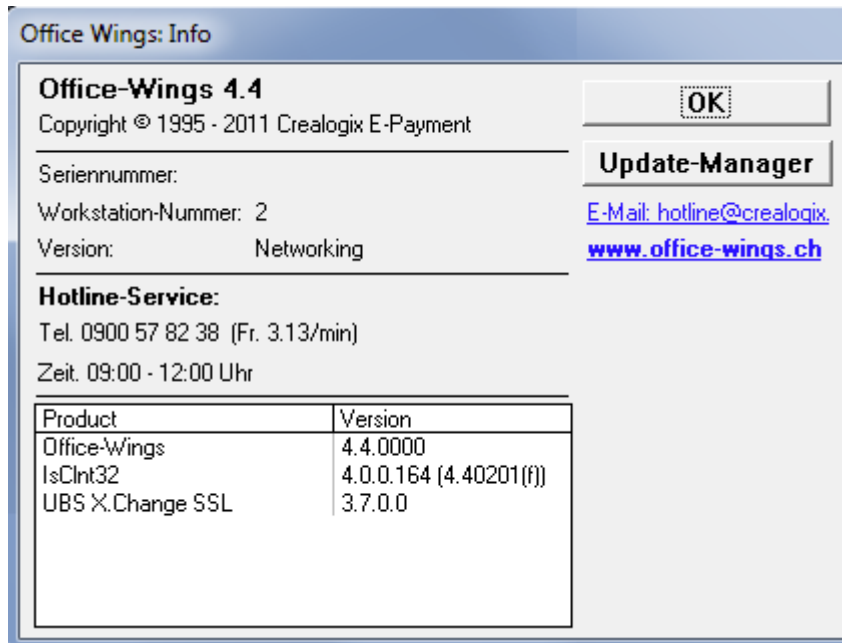 Office Wings: Info
Office-Wings 4.4
Copyright © 1995 - 2011 Crealogix E-Payment
Seriennummer:
Workstation-Nummer: 2
Version: Networking
Hotline-Service:
Tel. 0900 57 82 38 (Fr. 3.13/min)
Zeit. 09:00 - 12:00 Uhr
Product Version
Office-Wings 4.4.0000
IsClnt32 4.0.0.164 (4.40201(f))
UBS X.Change SSL 3.7.0.0
OK
Update-Manager
E-Mail: hotline@crealogix.
www.office-wings.ch